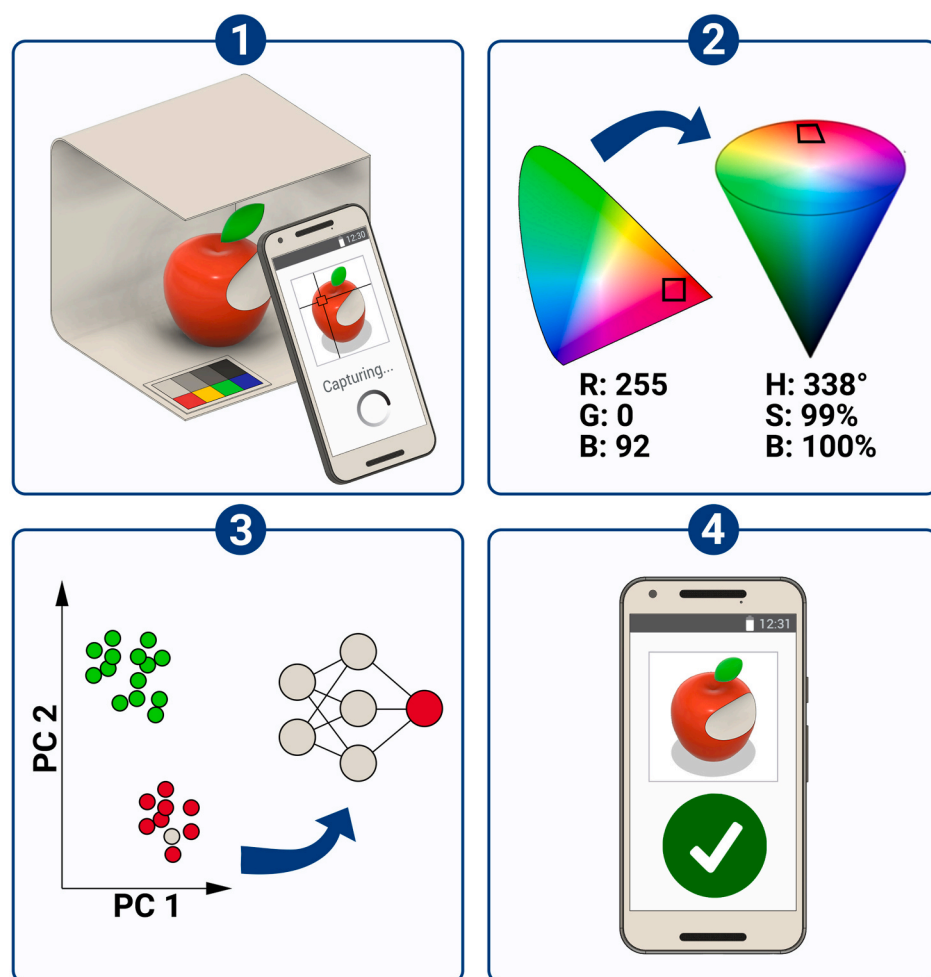 1
12:30
Capturing...
2
R: 255
G: 0
B: 92
H: 338°
S: 99%
B: 100%
3
PC 2
PC 1
4
12:31